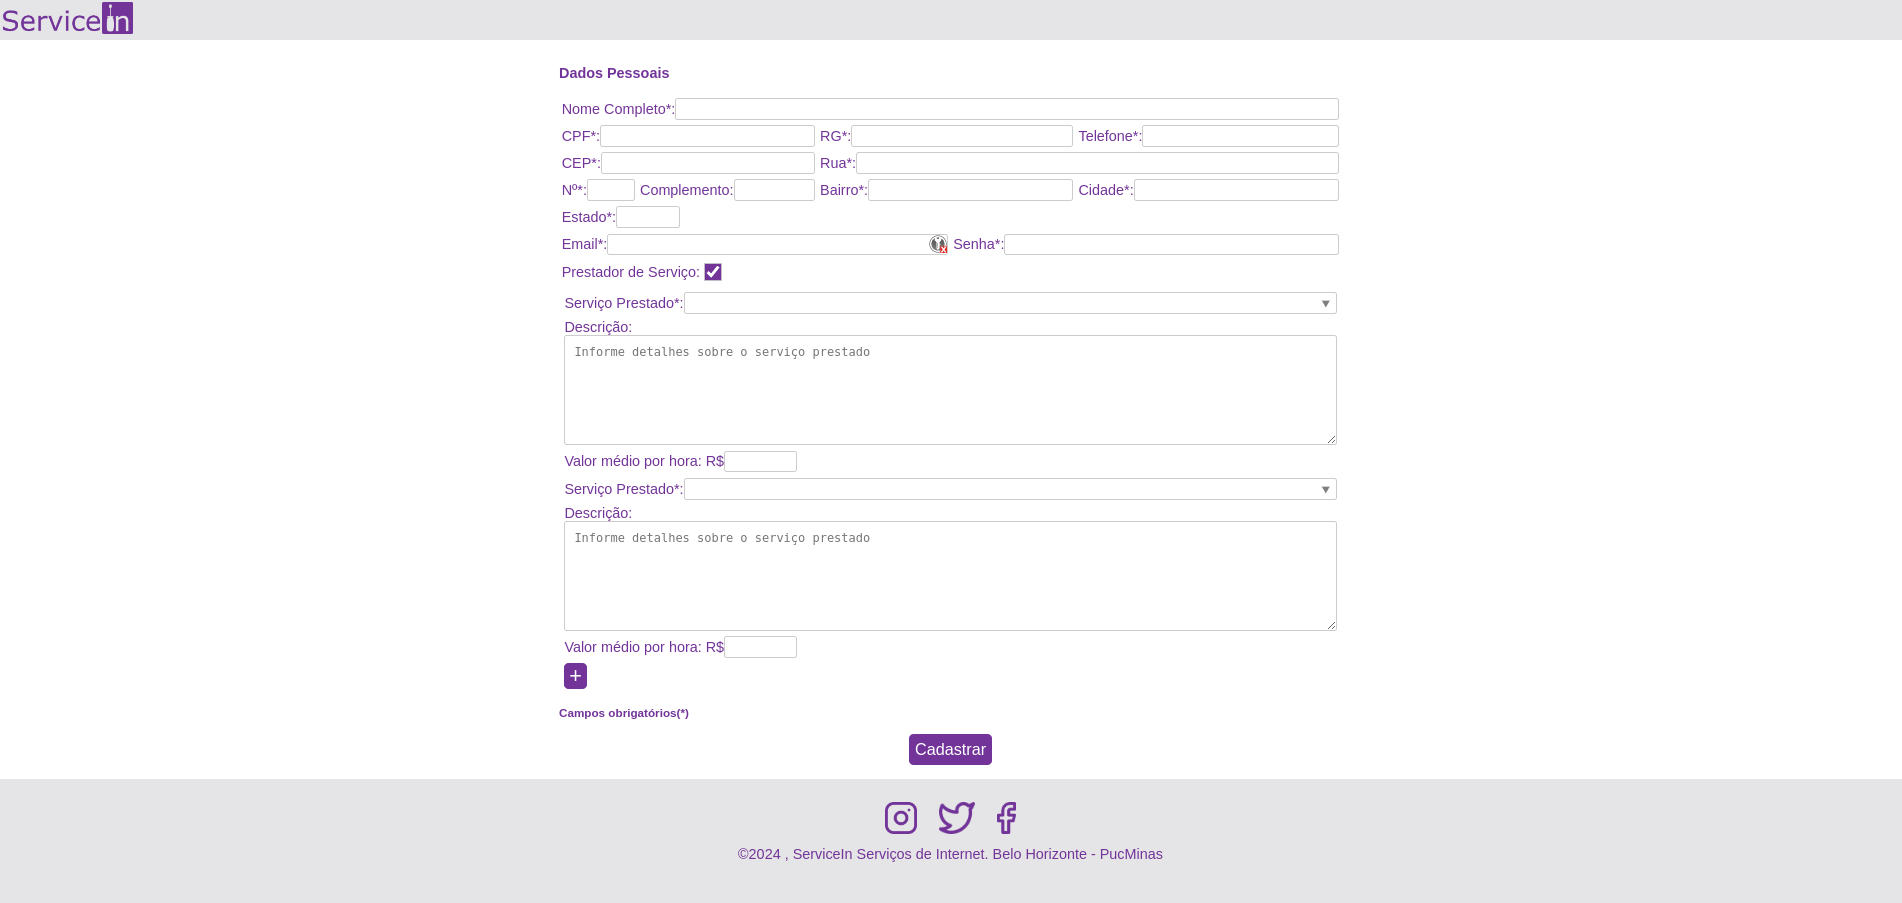 Servicein
Dados Pessoais
Nome Completo*:
CPF*: RG*: Telefone*:
CEP*: Rua*:
Nº*: Complemento: Bairro*: Cidade*:
Estado*:
Email*: Senha*:
Prestador de Serviço:
Serviço Prestado*:
Descrição:
Informe detalhes sobre o serviço prestado
Valor médio por hora: R$
Serviço Prestado*:
Descrição:
Informe detalhes sobre o serviço prestado
Valor médio por hora: R$
+
Campos obrigatórios(*)
Cadastrar
©2024 , ServiceIn Serviços de Internet. Belo Horizonte - PucMinas